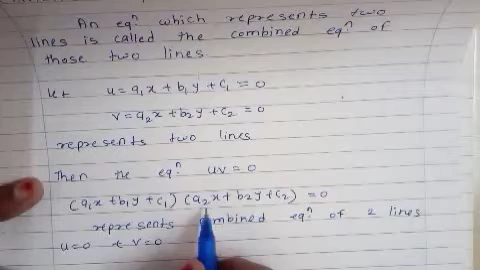 An eqn. which represents two
lines is called the combined eqn. of
those two lines.
let u = a1x + b1y + c1 = 0
v = a2x + b2y + c2 = 0
represents two lines
Then the eqn uv = 0
(a1x + b1y + c1) (a2x + b2y + c2) = 0
represents combined eqn. of 2 lines
u = 0 & v = 0